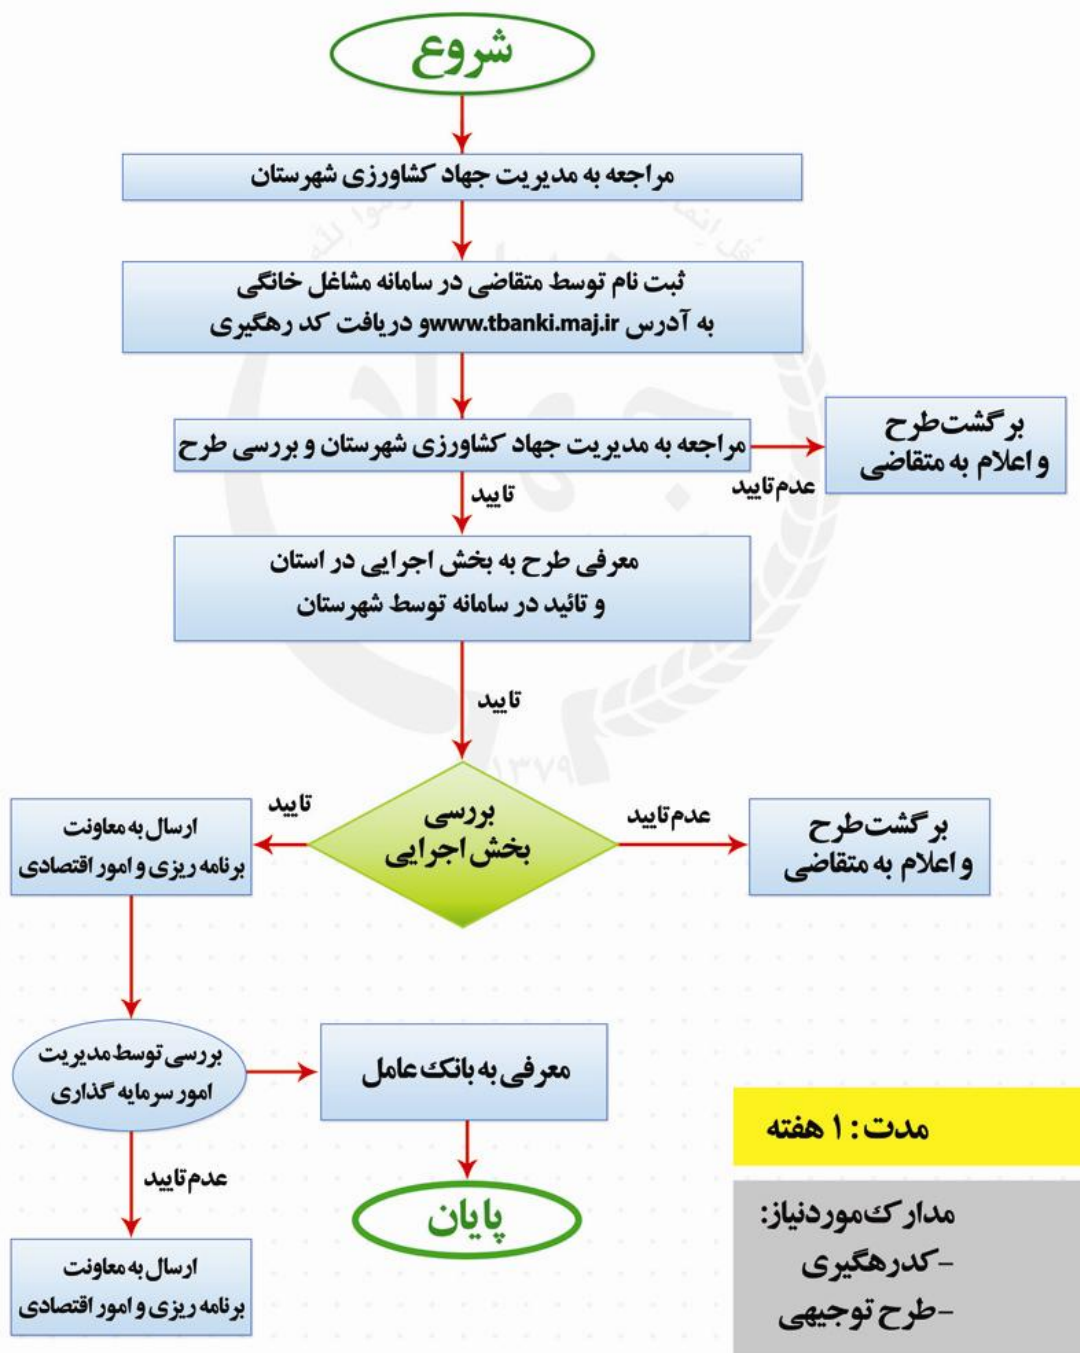 شروع
مراجعه به مدیریت جهاد کشاورزی شهرستان
ثبت نام توسط متقاضی در سامانه مشاغل خانگی
به آدرس www.tbanki.maj.ir و دریافت کد رهگیری
مراجعه به مدیریت جهاد کشاورزی شهرستان و بررسی طرح
برگشت طرح
و اعلام به متقاضی
عدم تایید
تایید
معرفی طرح به بخش اجرایی در استان
و تائید در سامانه توسط شهرستان
تایید
۱۳۷۹
بررسی
بخش اجرایی
عدم تایید
برگشت طرح
و اعلام به متقاضی
تایید
ارسال به معاونت
برنامه ریزی و امور اقتصادی
بررسی توسط مدیریت
امور سرمایه گذاری
معرفی به بانک عامل
پایان
عدم تایید
ارسال به معاونت
برنامه ریزی و امور اقتصادی
مدت: ۱ هفته
مدارک مورد نیاز:
-کد رهگیری
-طرح توجیهی